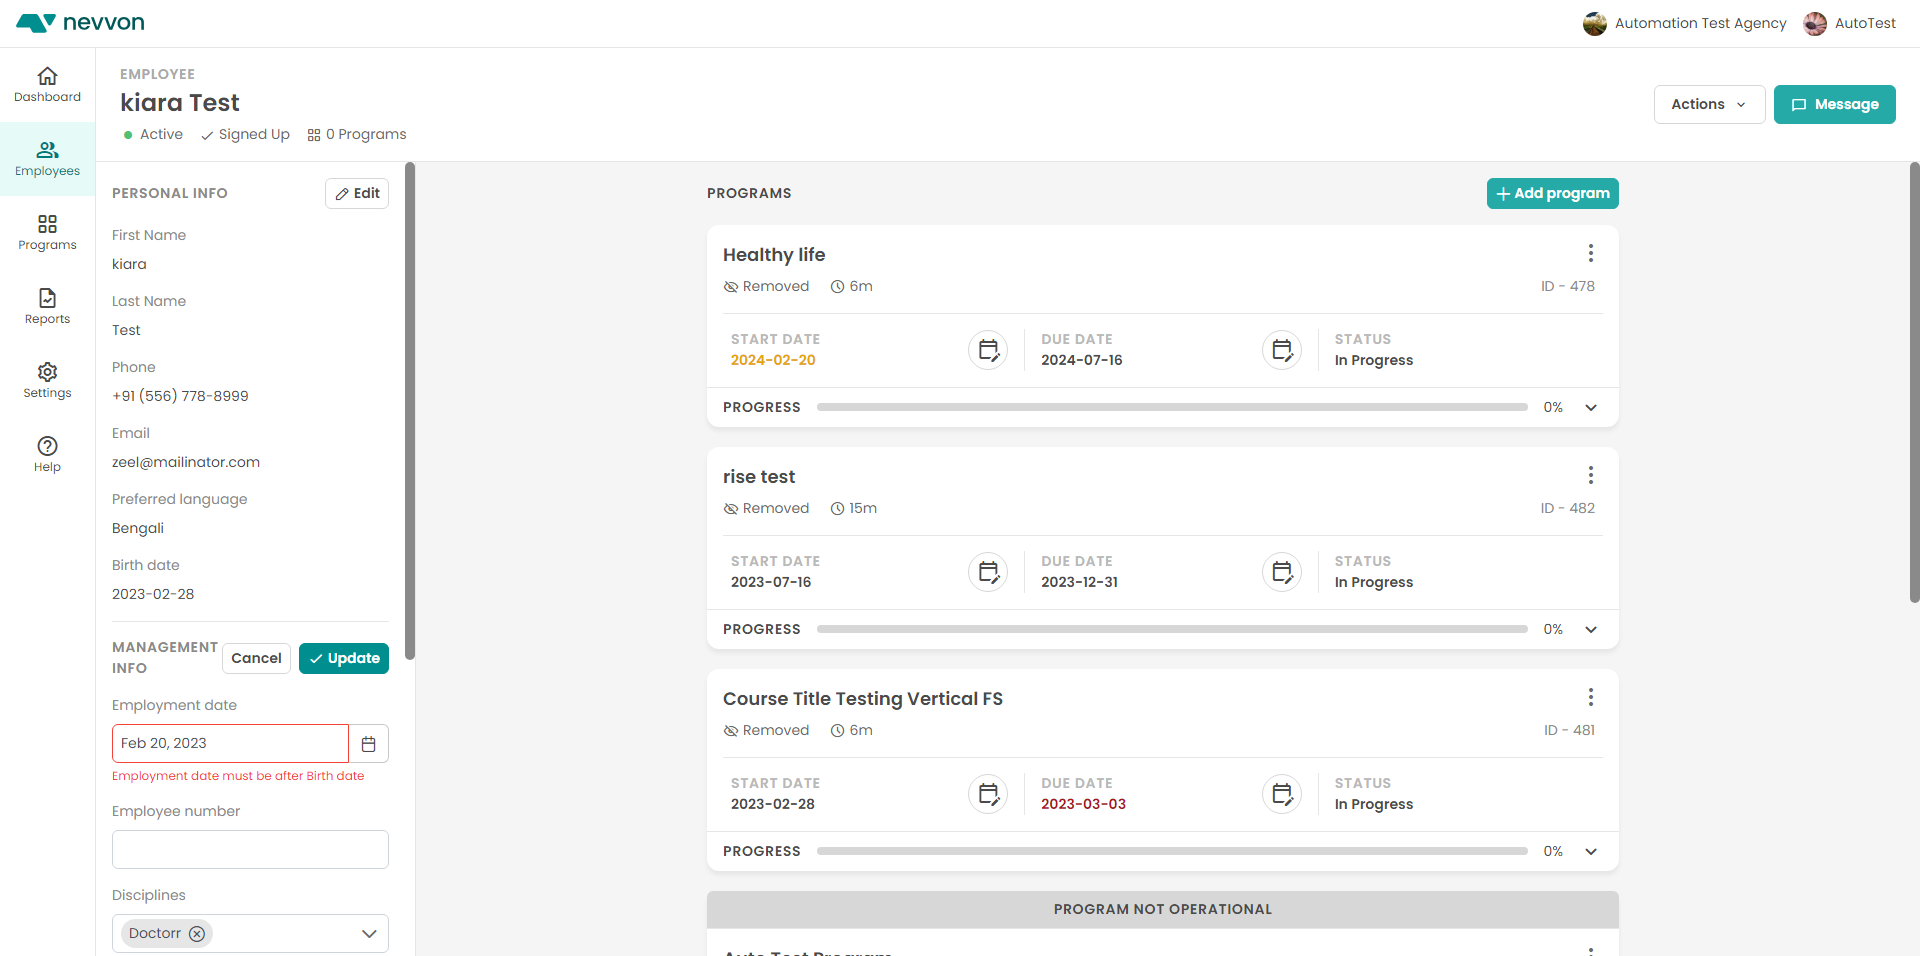 nevvon
Automation Test Agency
AutoTest
Dashboard
Employees
Programs
Reports
Settings
Help
EMPLOYEE
kiara Test
Active
Signed Up
0 Programs
Actions
Message
PERSONAL INFO
Edit
First Name
kiara
Last Name
Test
Phone
+91 (556) 778-8999
Email
zeel@mailinator.com
Preferred language
Bengali
Birth date
2023-02-28
MANAGEMENT INFO
Cancel
Update
Employment date
Feb 20, 2023
Employment date must be after Birth date
Employee number
Disciplines
Doctorr
PROGRAMS
Add program
Healthy life
Removed 6m
ID - 478
START DATE
2024-02-20
DUE DATE
2024-07-16
STATUS
In Progress
PROGRESS 0%
rise test
Removed 15m
ID - 482
START DATE
2023-07-16
DUE DATE
2023-12-31
STATUS
In Progress
PROGRESS 0%
Course Title Testing Vertical FS
Removed 6m
ID - 481
START DATE
2023-02-28
DUE DATE
2023-03-03
STATUS
In Progress
PROGRESS 0%
PROGRAM NOT OPERATIONAL
Auto Test Program